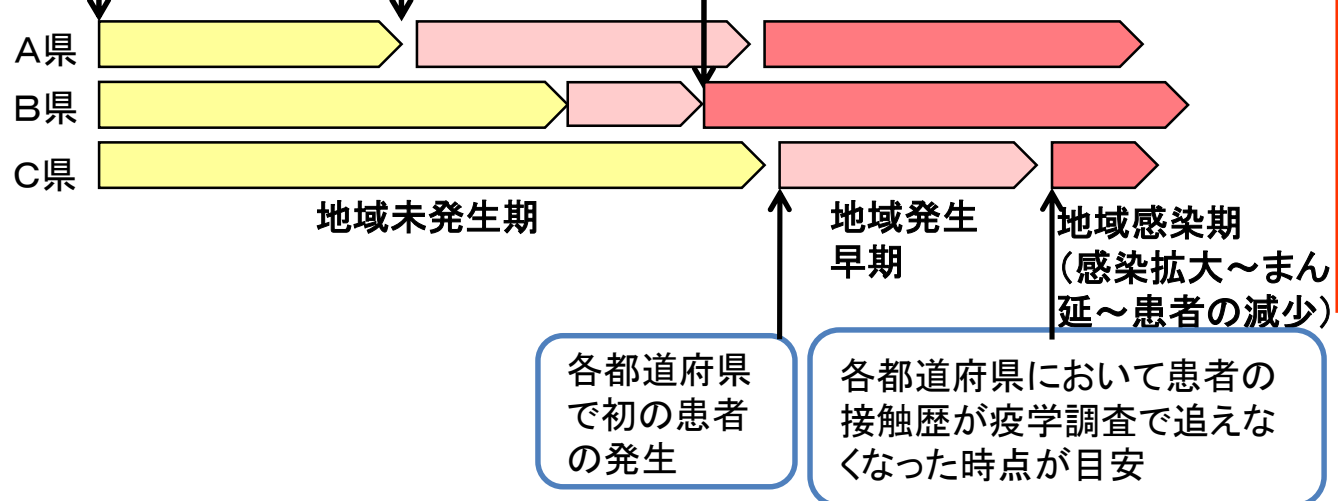 A県
B県
C県
地域未発生期
地域発生
早期
地域感染期
(感染拡大～まん
延～患者の減少)
各都道府県
で初の患者
の発生
各都道府県において患者の
接触歴が疫学調査で追えな
くなった時点が目安